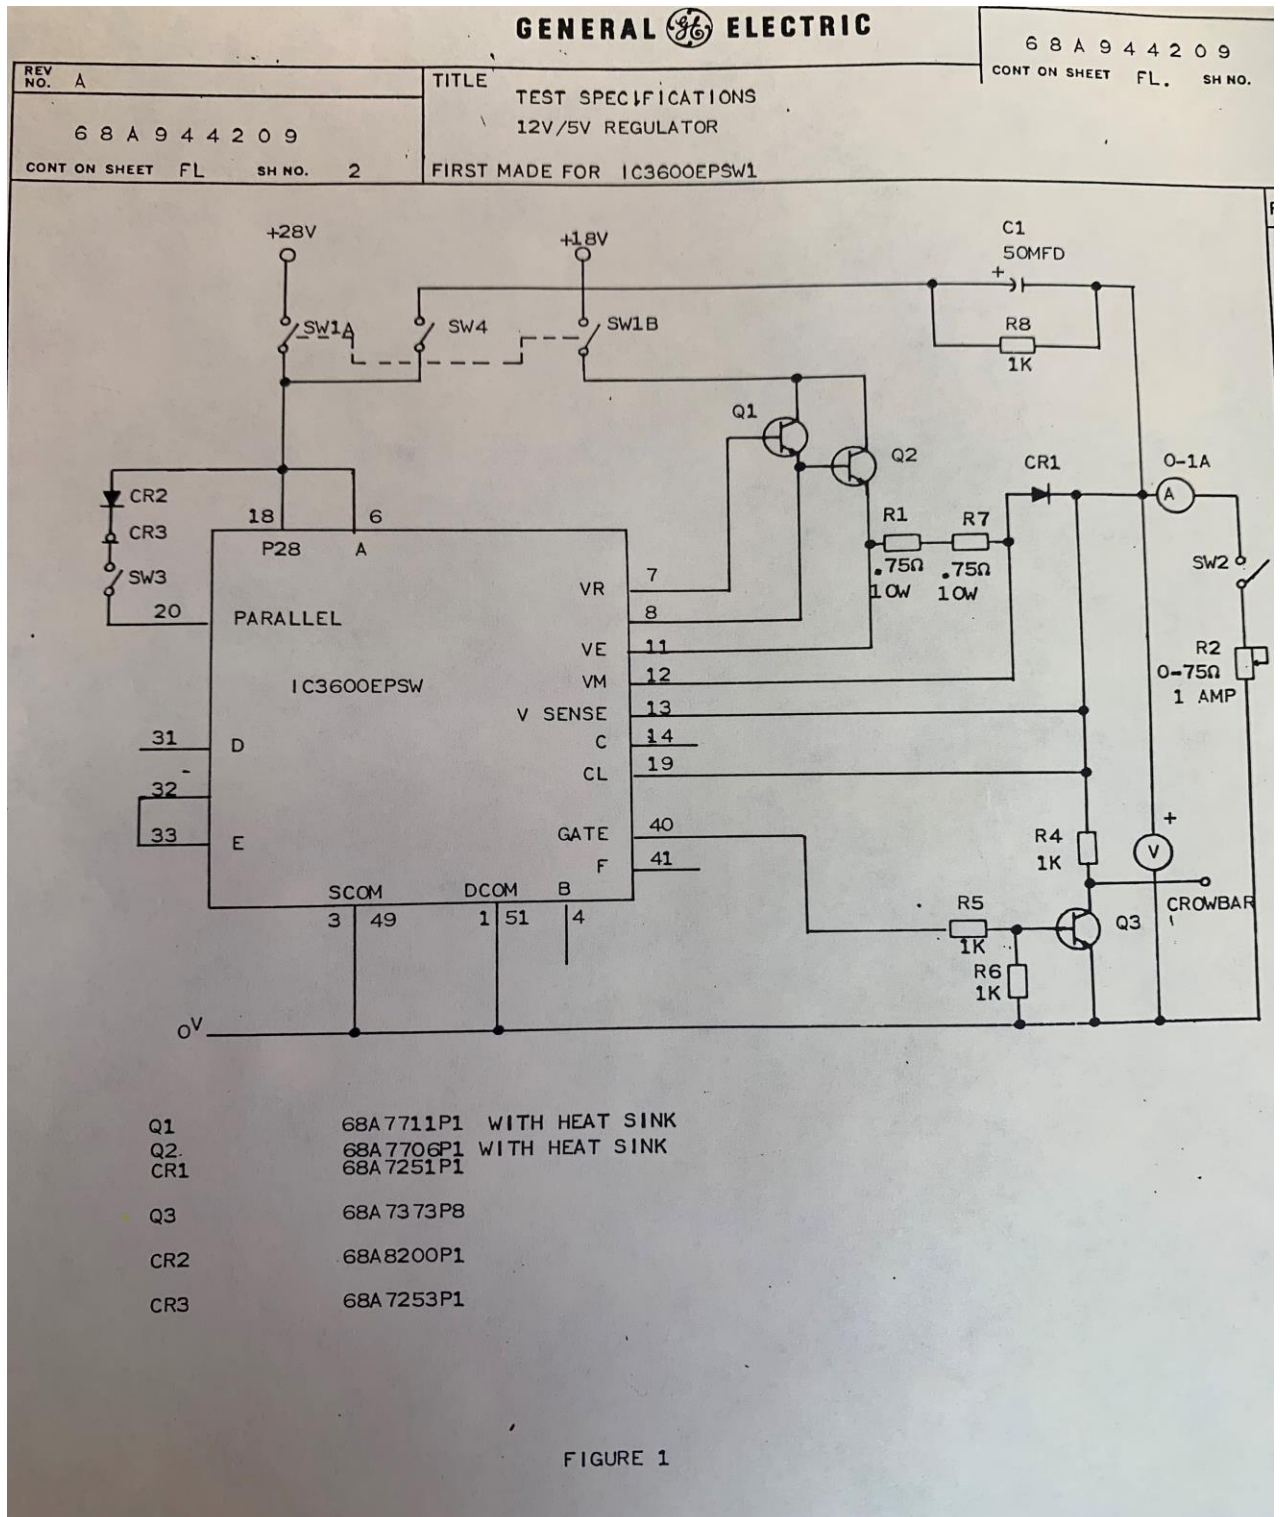 GENERAL GE ELECTRIC
68A944209
CONT ON SHEET FL. SH NO.
REV NO. A
68A944209
CONT ON SHEET FL SH NO. 2
TITLE
TEST SPECIFICATIONS
12V/5V REGULATOR
FIRST MADE FOR IC3600EPSW1
+28V
+18V
C1
50MFD
+
SW1A
SW4
SW1B
R8
1K
Q1
Q2
CR1
0-1A
A
CR2
CR3
SW3
18
6
P28
A
R1
R7
.75Ω
.75Ω
10W
10W
SW2
20
PARALLEL
VR
7
8
VE
11
VM
12
IC3600EPSW
R2
0-75Ω
1 AMP
V SENSE
13
31
D
C
14
CL
19
32
33
E
GATE
40
F
41
R4
1K
+
V
SCOM
DCOM
B
3
49
1
51
4
CROWBAR
R5
1K
Q3
R6
1K
0V
Q1 68A7711P1 WITH HEAT SINK
Q2. 68A7706P1 WITH HEAT SINK
CR1 68A7251P1
Q3 68A7373P8
CR2 68A8200P1
CR3 68A7253P1
FIGURE 1